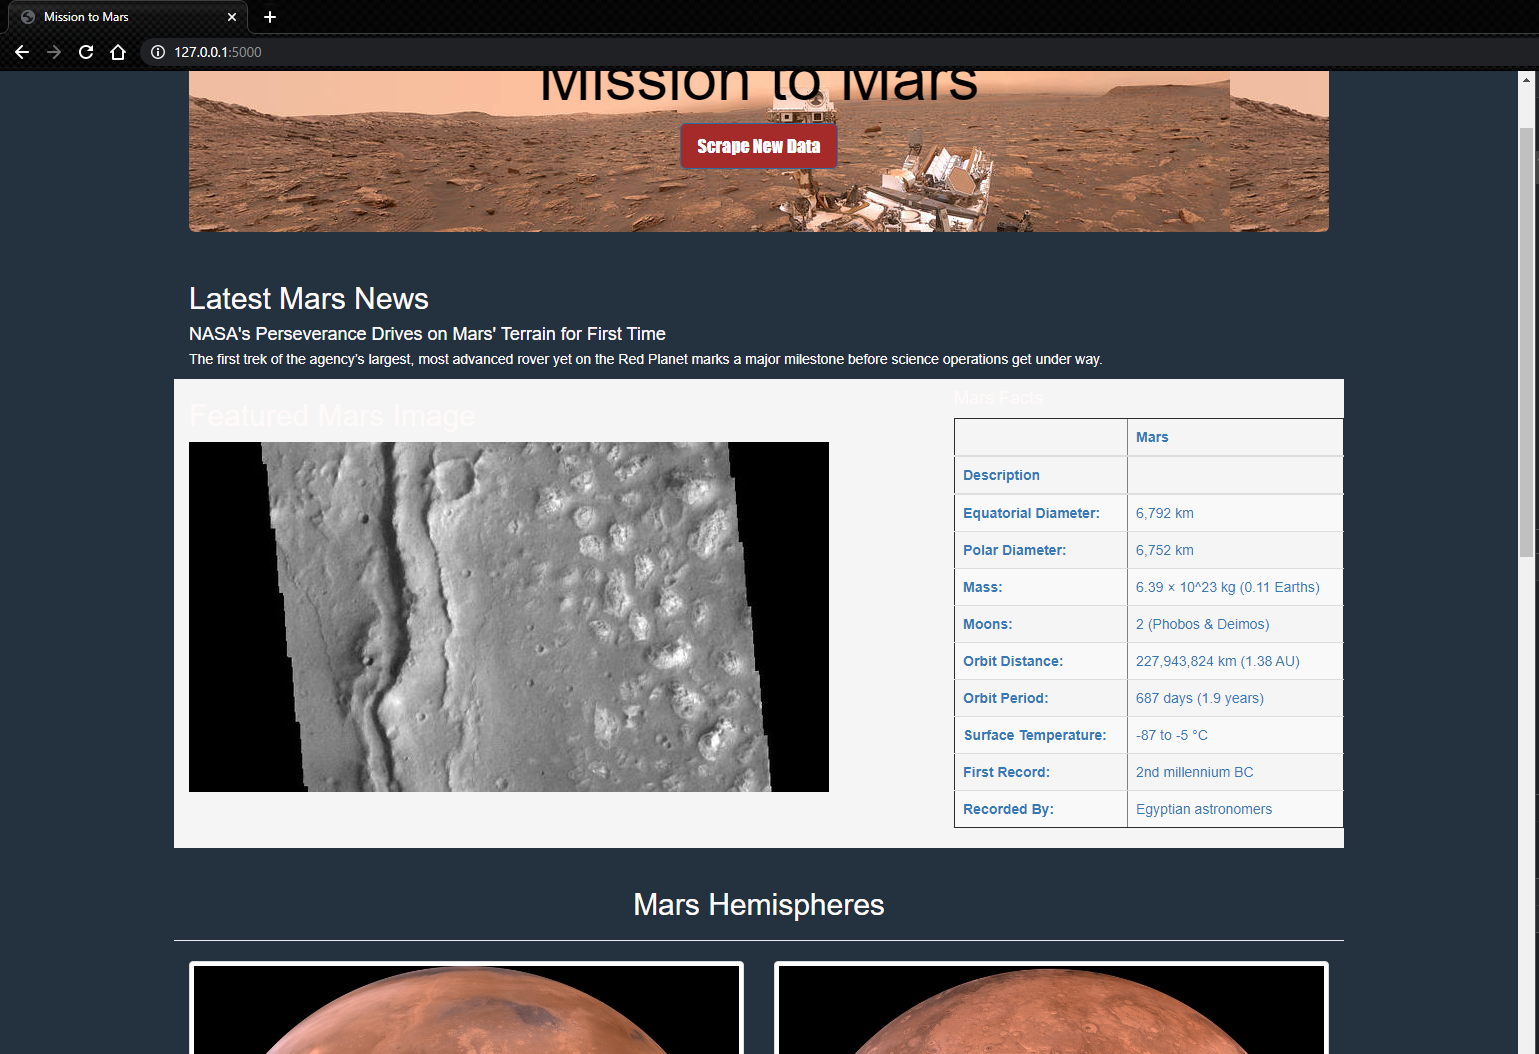 Mission to Mars
127.0.0.1:5000
Mission to Mars
Scrape New Data
Latest Mars News
NASA's Perseverance Drives on Mars' Terrain for First Time
The first trek of the agency's largest, most advanced rover yet on the Red Planet marks a major milestone before science operations get under way.
Featured Mars Image
Mars Facts
Mars
Description
Equatorial Diameter: 6,792 km
Polar Diameter: 6,752 km
Mass: 6.39 × 10^23 kg (0.11 Earths)
Moons: 2 (Phobos & Deimos)
Orbit Distance: 227,943,824 km (1.38 AU)
Orbit Period: 687 days (1.9 years)
Surface Temperature: -87 to -5 °C
First Record: 2nd millennium BC
Recorded By: Egyptian astronomers
Mars Hemispheres